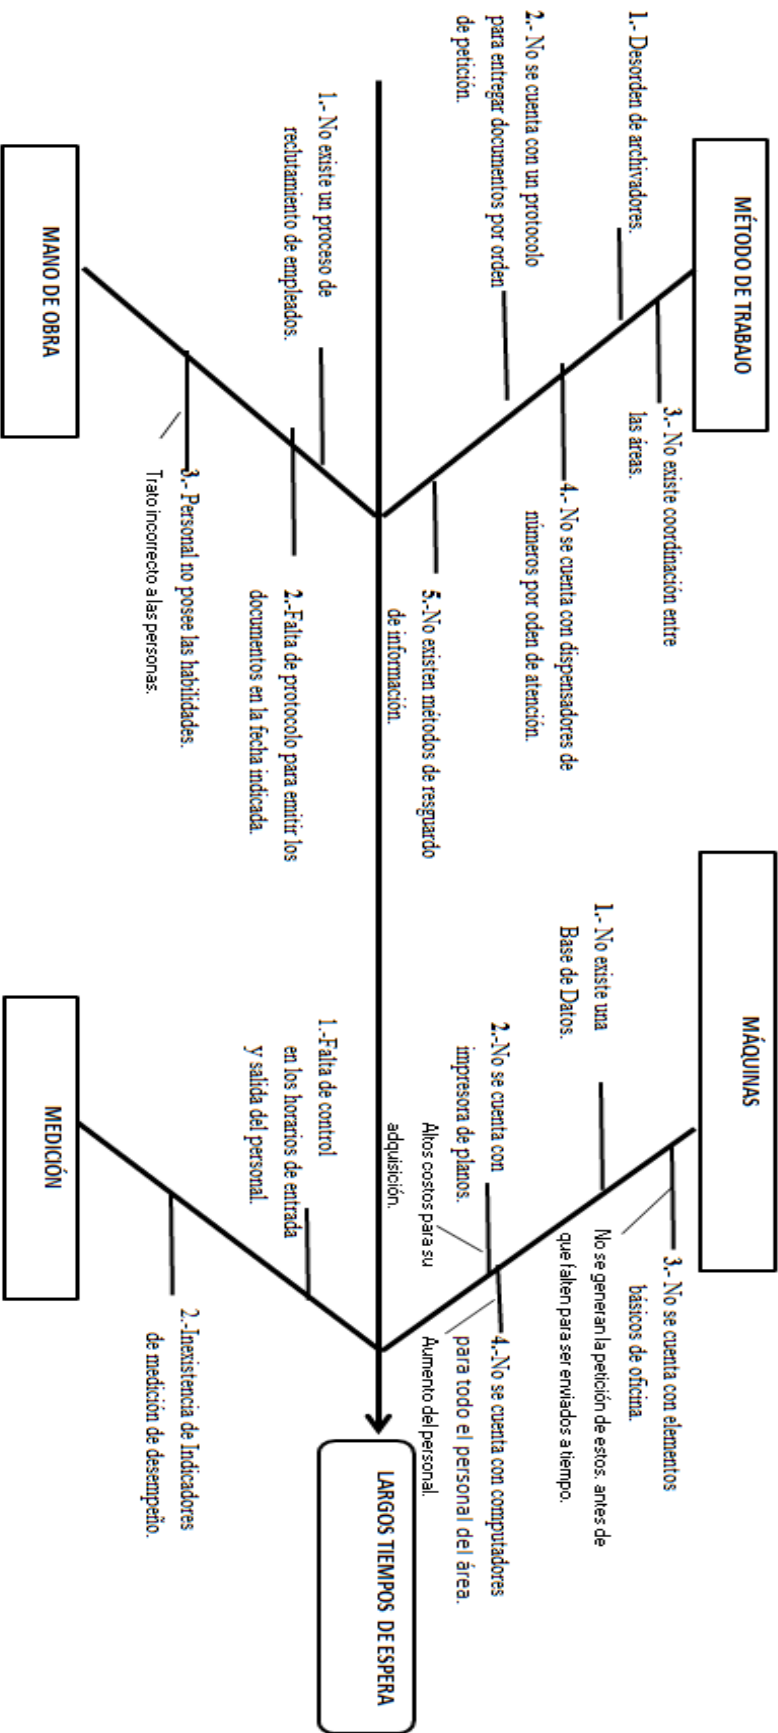 MÉTODO DE TRABAJO
1.- Desorden de archivadores.
2.- No se cuenta con un protocolo
para entregar documentos por orden
de petición.
3.- No existe coordinación entre
las áreas.
4.- No se cuenta con dispensadores de
números por oden de atención.
5.-No existen métodos de resguardo
de información.
MÁQUINAS
1.- No existe una
Base de Datos.
2.-No se cuenta con
impresora de planos.
Altos costos para su
adquisición.
3.- No se cuenta con elementos
básicos de oficina.
No se generan la petición de estos, antes de
que falten para ser enviados a tiempo.
4.-No se cuenta con computadores
para todo el personal del área.
Aumento del personal.
LARGOS TIEMPOS DE ESPERA
1.- No existe un proceso de
reclutamiento de empleados.
2.-Falta de protocolo para emitir los
documentos en la fecha indicada.
3.- Personal no posee las habilidades.
Trato incorrecto a las personas.
MANO DE OBRA
1.-Falta de control
en los horarios de entrada
y salida del personal.
2.-Inexistencia de Indicadores
de medición de desempeño.
MEDICIÓN